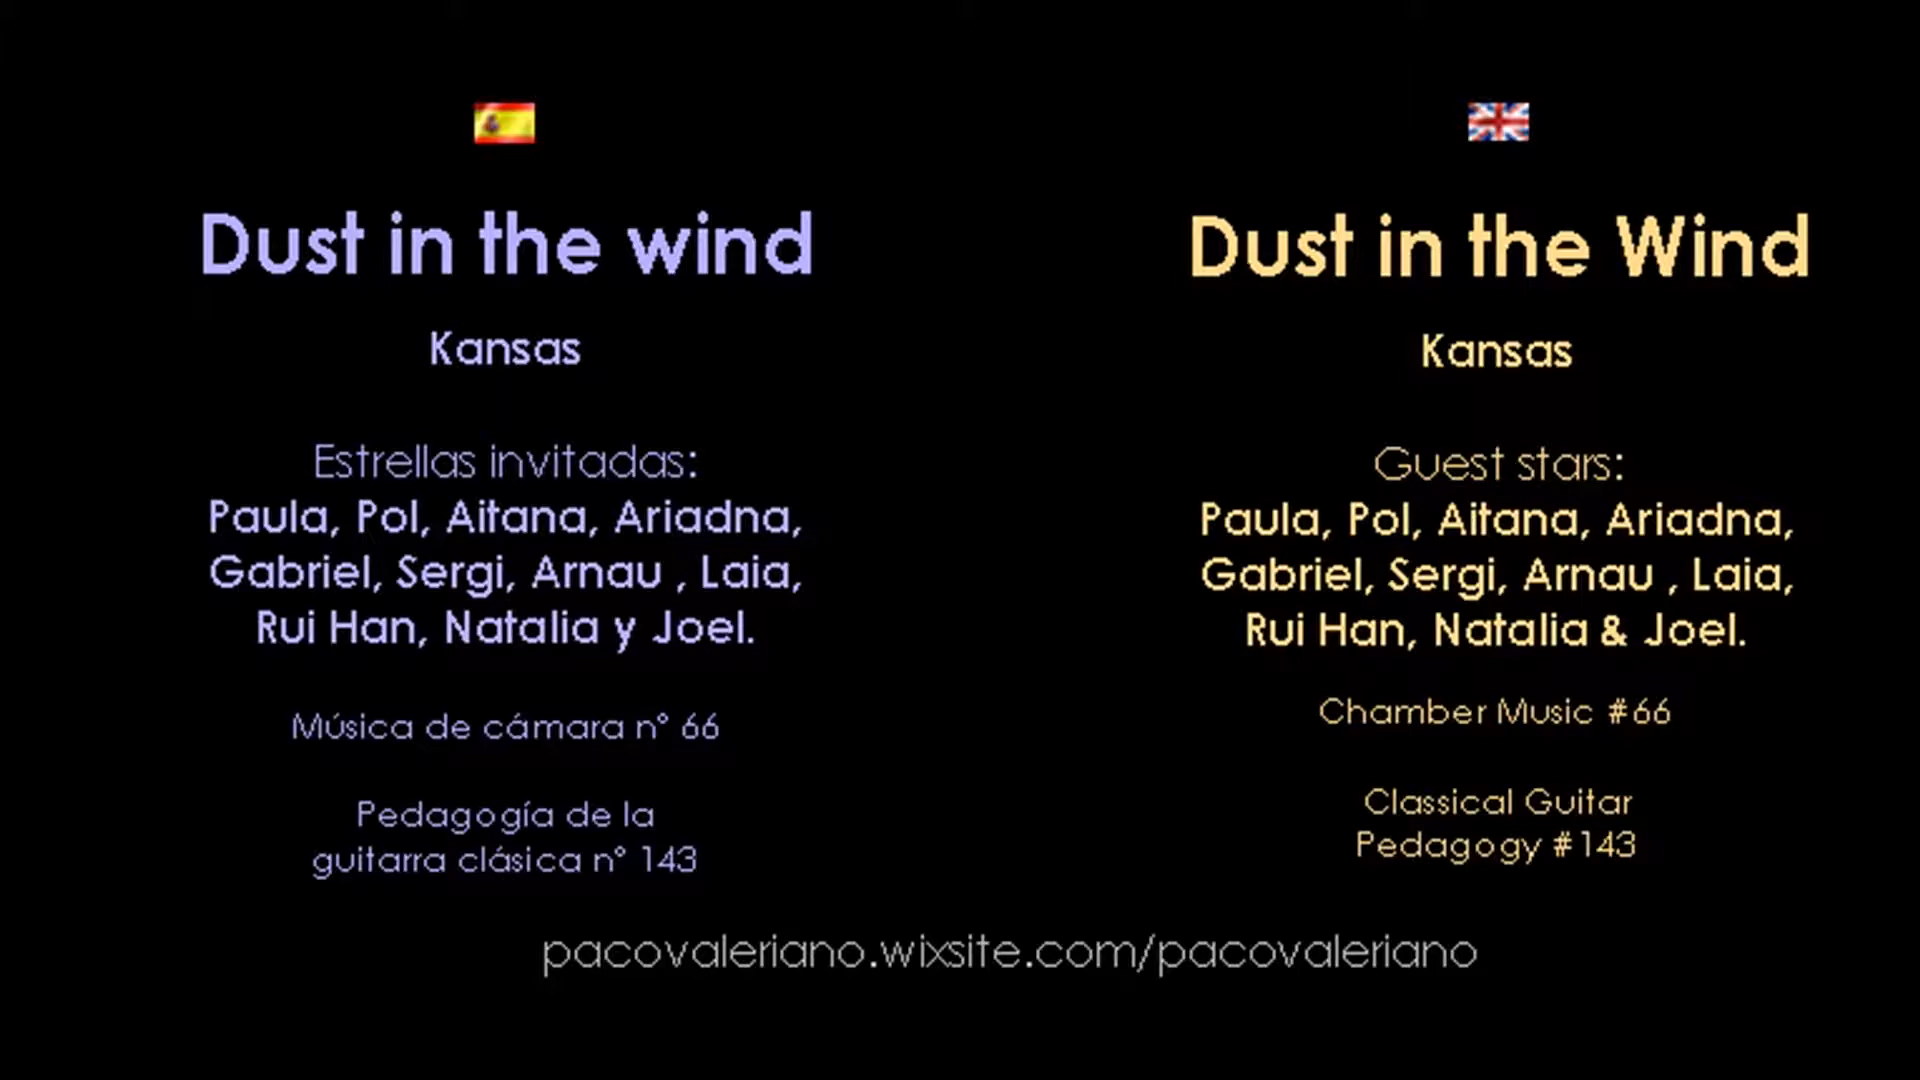 Dust in the wind
Kansas
Estrellas invitadas:
Paula, Pol, Aitana, Ariadna,
Gabriel, Sergi, Arnau , Laia,
Rui Han, Natalia y Joel.
Música de cámara n° 66
Pedagogía de la
guitarra clásica n° 143
Dust in the Wind
Kansas
Guest stars:
Paula, Pol, Aitana, Ariadna,
Gabriel, Sergi, Arnau , Laia,
Rui Han, Natalia & Joel.
Chamber Music #66
Classical Guitar
Pedagogy #143
pacovaleriano.wixsite.com/pacovaleriano